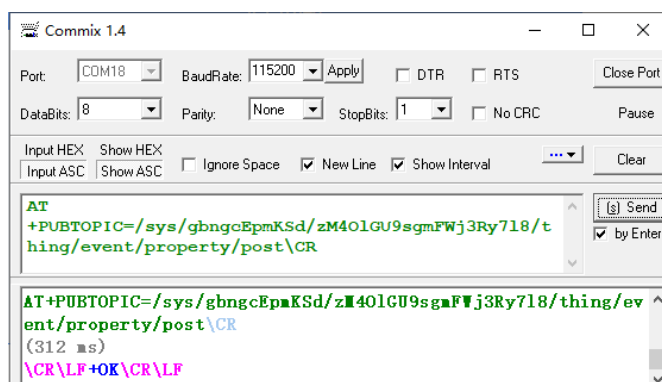 Commix 1.4
Port: COM18 BaudRate: 115200 Apply DTR RTS Close Port
DataBits: 8 Parity: None StopBits: 1 No CRC Pause
Input HEX Show HEX
Input ASC Show ASC Ignore Space New Line Show Interval ... Clear
AT
+PUBTOPIC=/sys/gbngcEpmKSd/zM4OlGU9sgmFWj3Ry7l8/t
hing/event/property/post\CR
(s) Send
by Enter
AT+PUBTOPIC=/sys/gbngcEpmKSd/zM4OlGU9sgmFWj3Ry7l8/thing/ev
ent/property/post\CR
(312 ms)
\CR\LF+OK\CR\LF